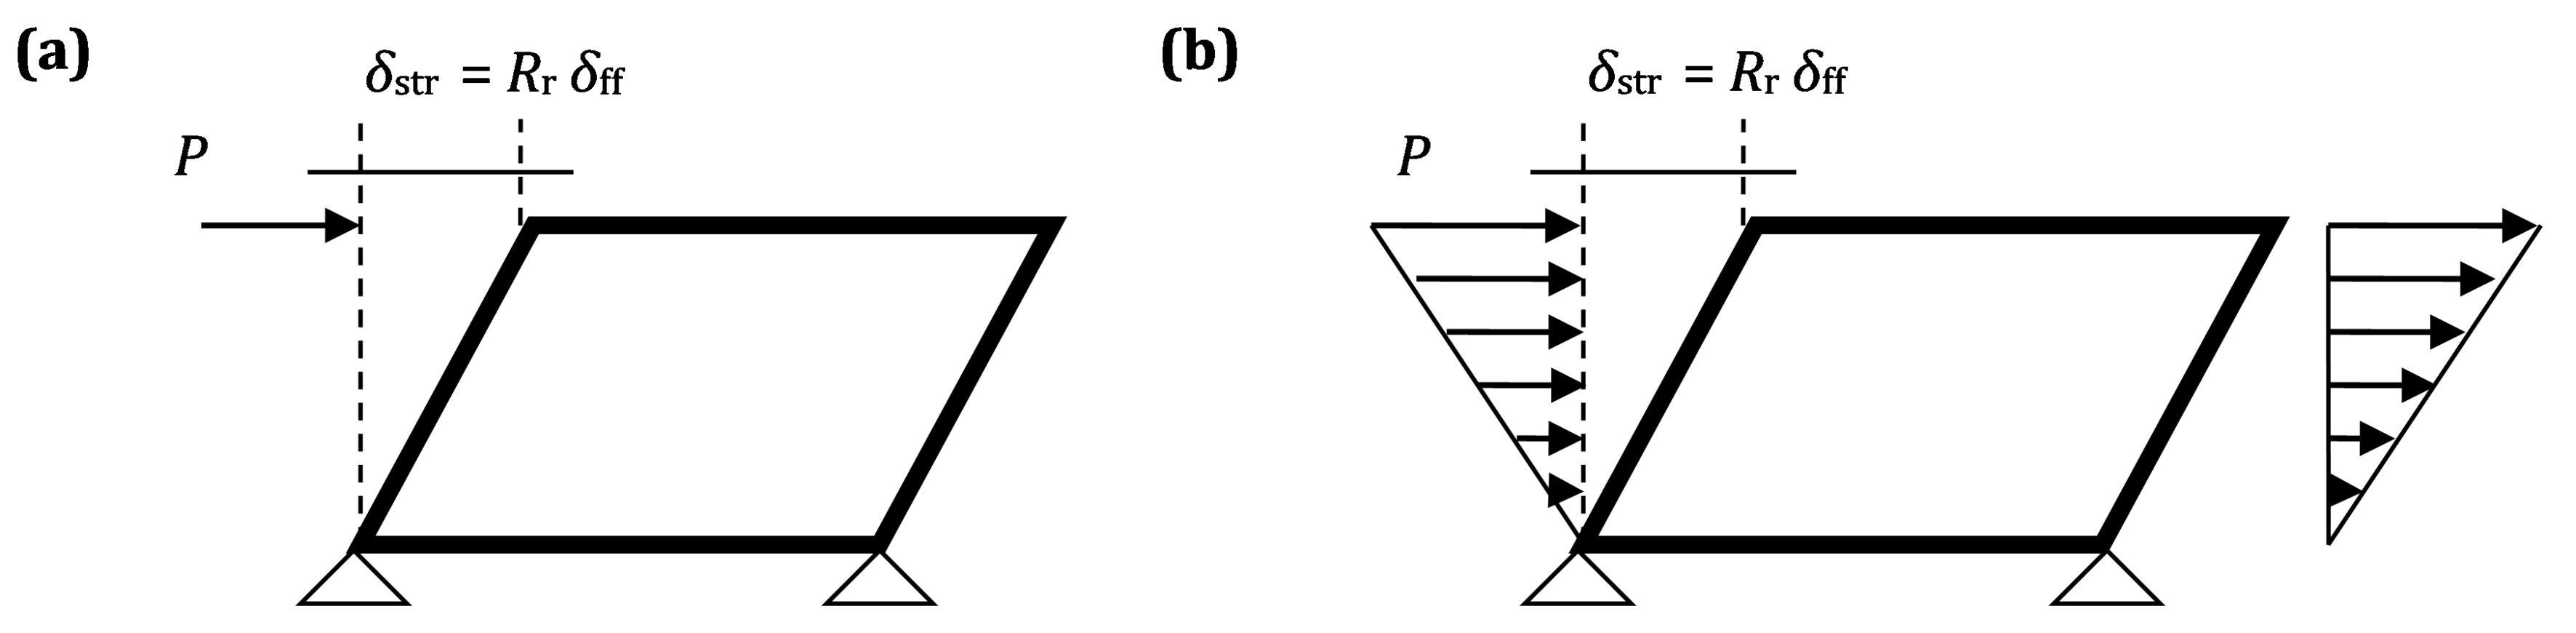 (a)
δstr = Rr δff
P
(b)
δstr = Rr δff
P